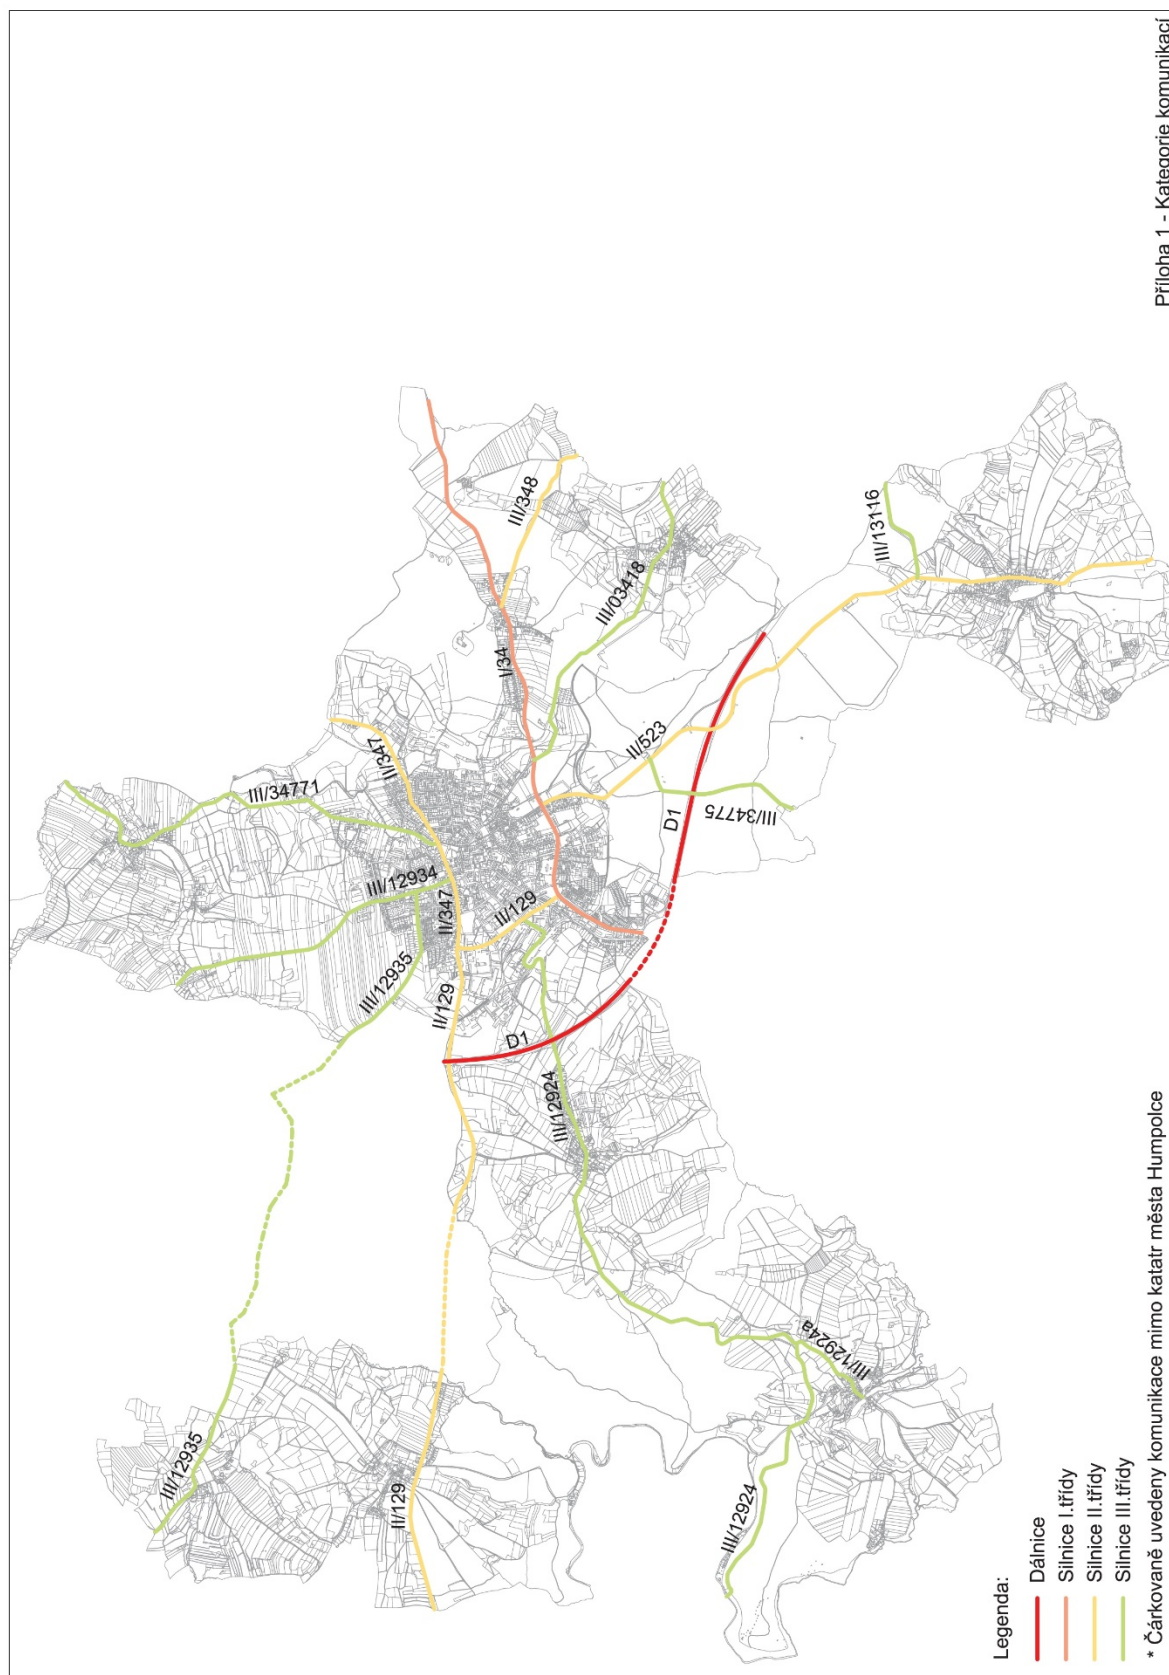 Příloha 1 - Kategorie komunikací
III/12935
II/129
III/12924
III/12924a
III/12935
III/12934
III/34771
II/347
II/347
II/129
II/129
D1
III/12924
I/34
III/348
III/03418
II/523
D1
III/34775
III/13116
Legenda:
Dálnice
Silnice I.třídy
Silnice II.třídy
Silnice III.třídy
* Čárkovaně uvedeny komunikace mimo katatr města Humpolce